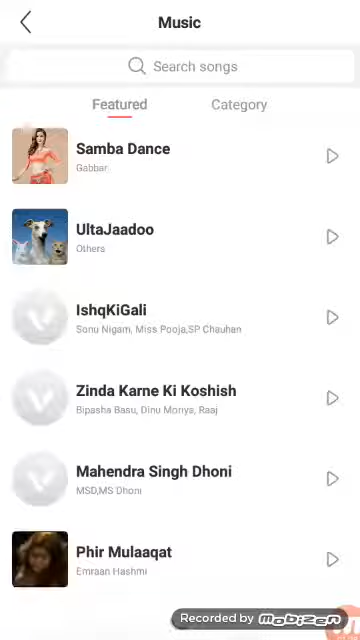 Music
Search songs
Featured
Category
Samba Dance
Gabbar
UltaJaadoo
Others
IshqKiGali
Sonu Nigam, Miss Pooja,SP Chauhan
Zinda Karne Ki Koshish
Bipasha Basu, Dinu Moriya, Raaj
Mahendra Singh Dhoni
MSD,MS Dhoni
Phir Mulaaqat
Emraan Hashmi
Recorded by MOBIZEN